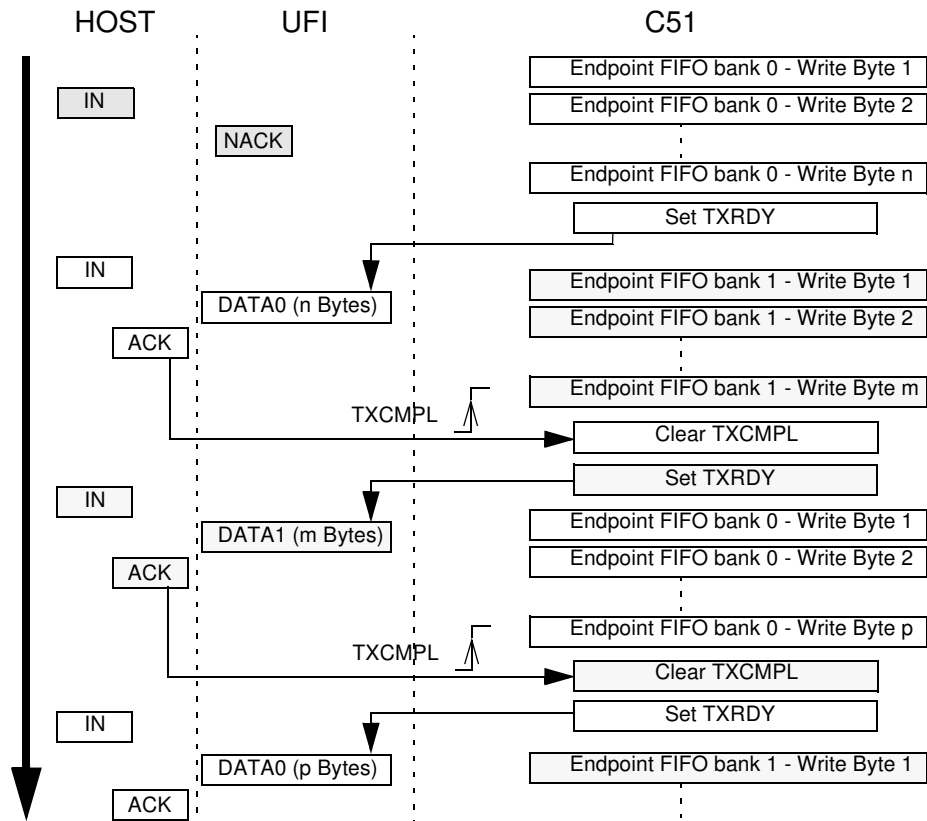 HOST UFI C51
Endpoint FIFO bank 0 - Write Byte 1
IN
Endpoint FIFO bank 0 - Write Byte 2
NACK
Endpoint FIFO bank 0 - Write Byte n
Set TXRDY
IN
Endpoint FIFO bank 1 - Write Byte 1
DATA0 (n Bytes)
Endpoint FIFO bank 1 - Write Byte 2
ACK
Endpoint FIFO bank 1 - Write Byte m
TXCMPL
Clear TXCMPL
Set TXRDY
IN
Endpoint FIFO bank 0 - Write Byte 1
DATA1 (m Bytes)
Endpoint FIFO bank 0 - Write Byte 2
ACK
Endpoint FIFO bank 0 - Write Byte p
TXCMPL
Clear TXCMPL
Set TXRDY
IN
Endpoint FIFO bank 1 - Write Byte 1
DATA0 (p Bytes)
ACK